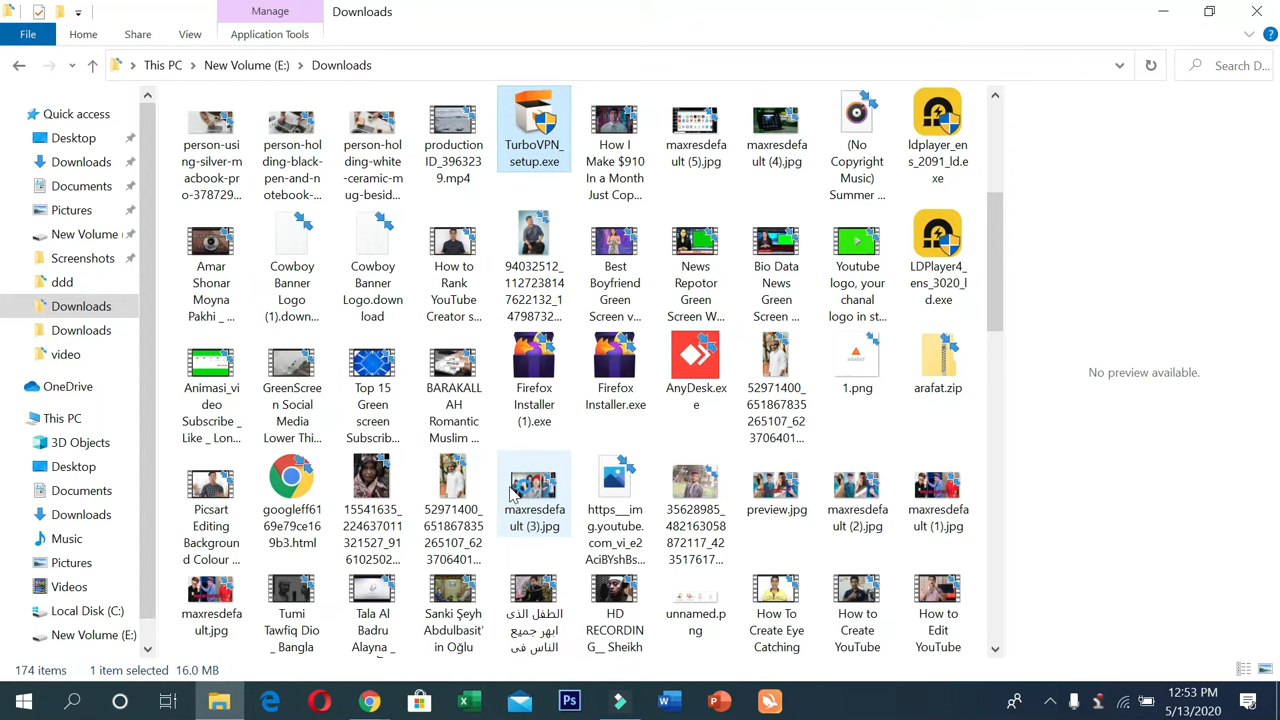 Manage
Downloads
File
Home
Share
View
Application Tools
This PC
New Volume (E:)
Downloads
Search D...
Quick access
Desktop
Downloads
Documents
Pictures
New Volume
Screenshots
ddd
Downloads
Downloads
video
OneDrive
This PC
3D Objects
Desktop
Documents
Downloads
Music
Pictures
Videos
Local Disk (C:)
New Volume (E:)
person-us
ing-silver-m
acbook-pr
o-378729...
person-hol
ding-black-
pen-and-n
otebook-...
person-hol
ding-white
-ceramic-m
ug-besid...
production
ID_396323
9.mp4
TurboVPN_
setup.exe
How I
Make $910
In a Month
Just Cop...
maxresdefa
ult (5).jpg
maxresdefa
ult (4).jpg
(No
Copyright
Music)
Summer ...
ldplayer_en
s_2091_ld.e
xe
Amar
Shonar
Moyna
Pakhi _ ...
Cowboy
Banner
Logo
(1).down...
Cowboy
Banner
Logo.down
load
How to
Rank
YouTube
Creator s...
94032512_
112723814
7622132_1
4798732...
Best
Boyfriend
Green
Screen v...
News
Repotor
Green
Screen W...
Bio Data
News
Green
Screen ...
Youtube
logo, your
chanal
logo in st...
LDPlayer4_
ens_3020_l
d.exe
Animasi_vi
deo
Subscribe _
Like _ Lon...
GreenScree
n Social
Media
Lower Thi...
Top 15
Green
screen
Subscrib...
BARAKALL
AH
Romantic
Muslim ...
Firefox
Installer
(1).exe
Firefox
Installer.exe
AnyDesk.ex
e
52971400_
651867835
265107_62
3706401...
1.png
arafat.zip
Picsart
Editing
Background
Colour ...
googleff61
69e79ce16
9b3.html
15541635_
224637011
321527_91
6102502...
52971400_
651867835
265107_62
3706401...
maxresdefa
ult (3).jpg
https__im
g.youtube.
com_vi_e2
AciBYshBs...
35628985_
482163058
872117_42
3517617...
preview.jpg
maxresdefa
ult (2).jpg
maxresdefa
ult (1).jpg
maxresdefa
ult.jpg
Tumi
Tawfiq Dio
_ Bangla
Tala Al
Badru
Alayna _
Sanki Şeyh
Abdulbasit'
in Oğlu
الطفل الذى
ابهر جميع
الناس فى
HD
RECORDING
G__ Sheikh
unnamed.p
ng
How To
Create Eye
Catching
How to
Create
YouTube
How to
Edit
YouTube
No preview available.
174 items
1 item selected 16.0 MB
12:53 PM
5/13/2020